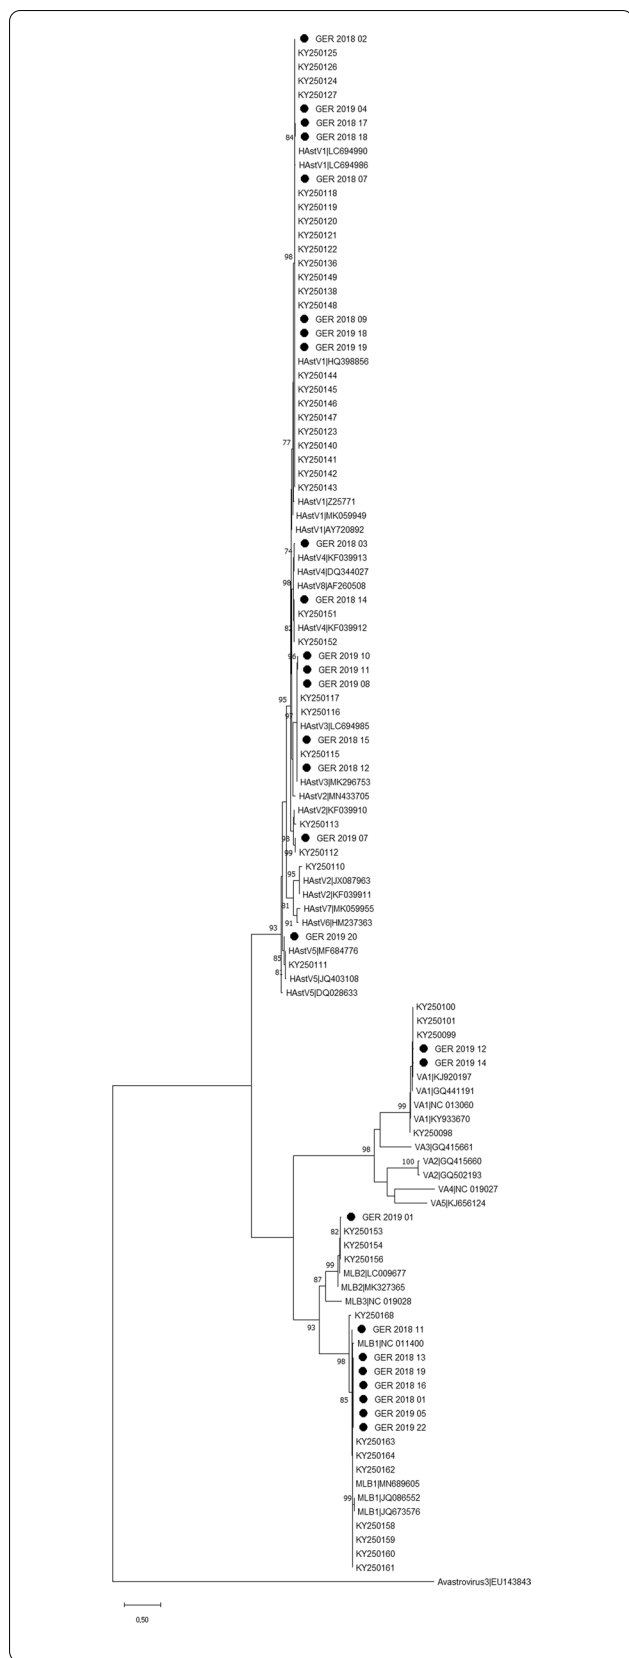 GER 2018 02
KY250125
KY250126
KY250124
KY250127
GER 2019 04
GER 2018 17
84
GER 2018 18
HAstV1|LC694990
HAstV1|LC694986
GER 2018 07
KY250118
KY250119
KY250120
KY250121
KY250122
98
KY250136
KY250149
KY250138
KY250148
GER 2018 09
GER 2019 18
GER 2019 19
HAstV1|HQ398856
KY250144
KY250145
KY250146
KY250147
KY250123
77
KY250140
KY250141
KY250142
KY250143
HAstV1|Z25771
HAstV1|MK059949
HAstV1|AY720892
GER 2018 03
74
HAstV4|KF039913
HAstV4|DQ344027
98
HAstV8|AF260508
GER 2018 14
KY250151
82
HAstV4|KF039912
KY250152
96
GER 2019 10
GER 2019 11
GER 2019 08
95
KY250117
97
KY250116
HAstV3|LC694985
GER 2018 15
KY250115
GER 2018 12
HAstV3|MK296753
HAstV2|MN433705
HAstV2|KF039910
KY250113
98
GER 2019 07
99
KY250112
KY250110
95
HAstV2|JX087963
HAstV2|KF039911
81
HAstV7|MK059955
91
HAstV6|HM237363
93
GER 2019 20
HAstV5|MF684776
85
KY250111
81
HAstV5|JQ403108
HAstV5|DQ028633
KY250100
KY250101
KY250099
GER 2019 12
GER 2019 14
VA1|KJ920197
VA1|GQ441191
99
VA1|NC 013060
VA1|KY933670
KY250098
98
VA3|GQ415661
100
VA2|GQ415660
VA2|GQ502193
VA4|NC 019027
VA5|KJ656124
GER 2019 01
82
KY250153
KY250154
99
KY250156
87
MLB2|LC009677
MLB2|MK327365
MLB3|NC 019028
KY250168
93
GER 2018 11
MLB1|NC 011400
98
GER 2018 13
GER 2018 19
GER 2018 16
85
GER 2018 01
GER 2019 05
GER 2019 22
KY250163
KY250164
KY250162
MLB1|MN689605
99
MLB1|JQ086552
MLB1|JQ673576
KY250158
KY250159
KY250160
KY250161
Avastrovirus3|EU143843
0,50